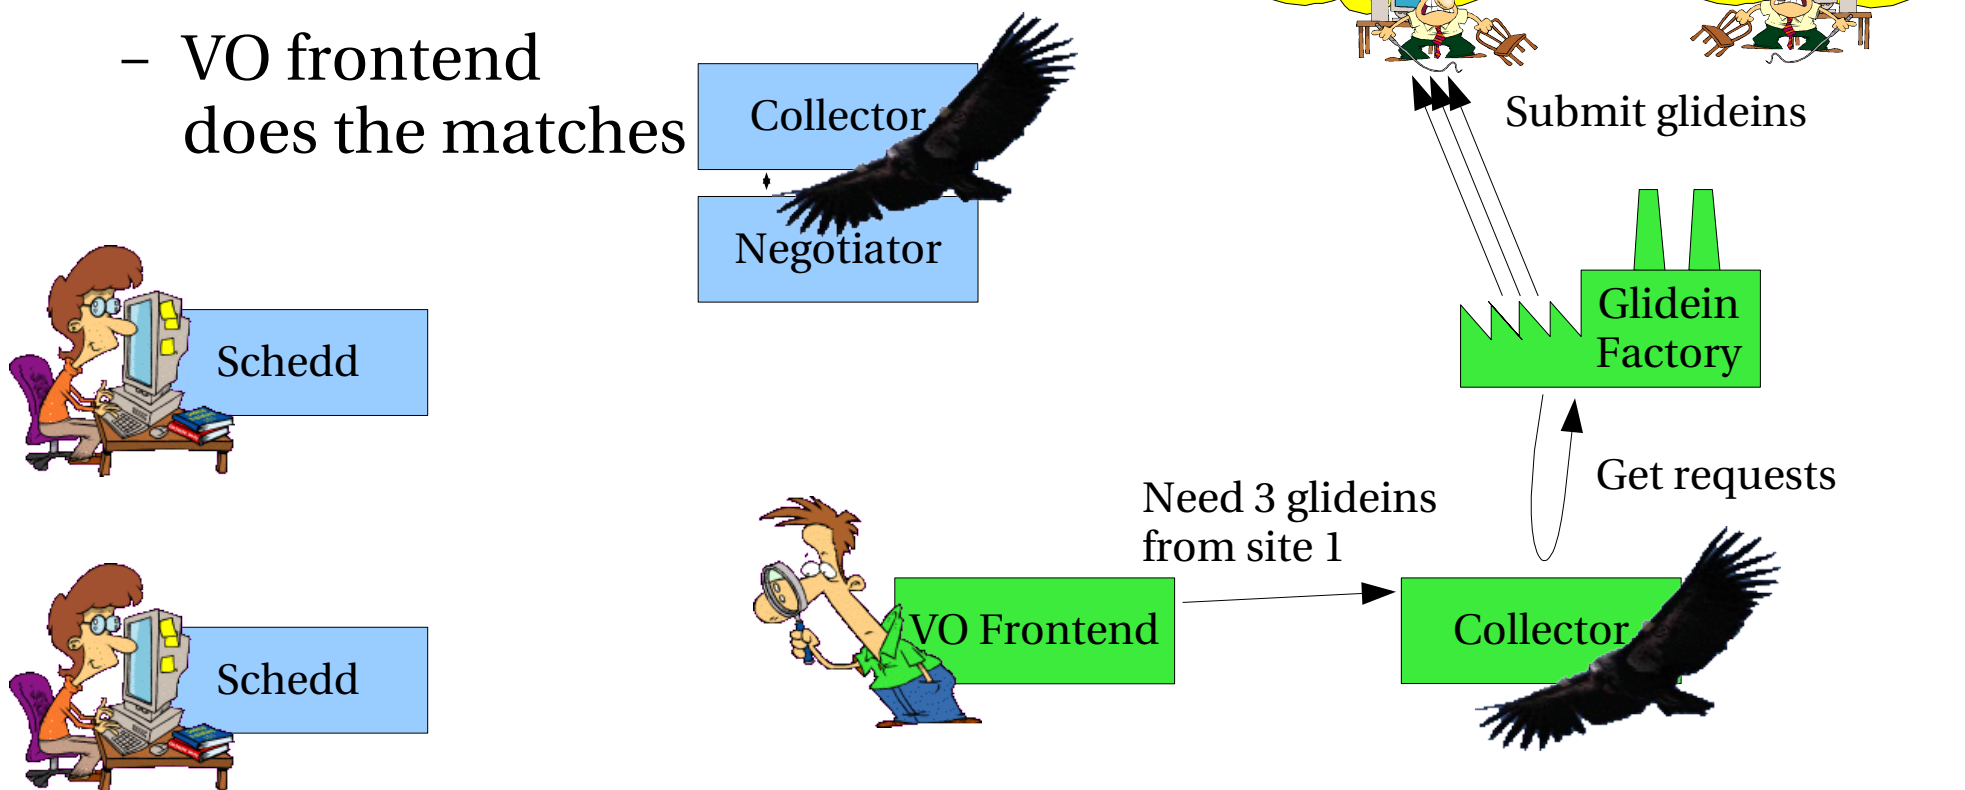 – VO frontend
does the matches
Collector
Negotiator
Submit glideins
Glidein
Factory
Schedd
Get requests
Need 3 glideins
from site 1
VO Frontend
Collector
Schedd